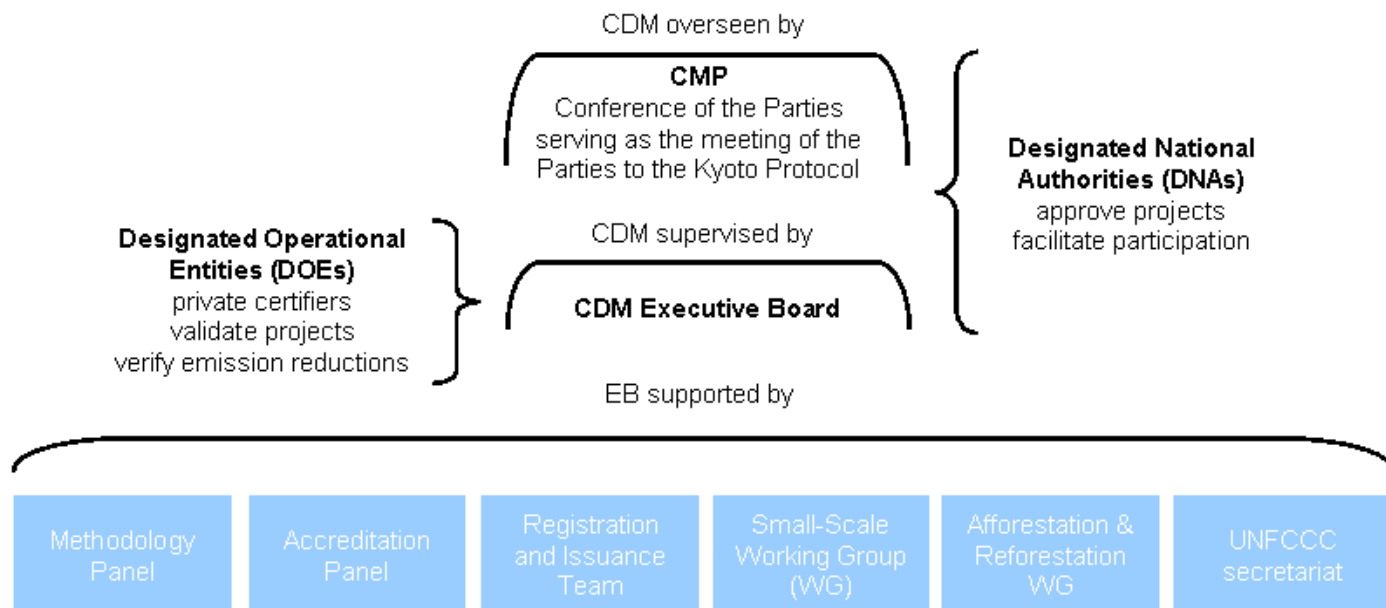 CDM overseen by
CMP
Conference of the Parties
serving as the meeting of the
Parties to the Kyoto Protocol
Designated National
Authorities (DNAs)
approve projects
facilitate participation
Designated Operational
Entities (DOEs)
private certifiers
validate projects
verify emission reductions
CDM supervised by
CDM Executive Board
EB supported by
Methodology
Panel
Accreditation
Panel
Registration
and Issuance
Team
Small-Scale
Working Group
(WG)
Afforestation &
Reforestation
WG
UNFCCC
secretariat